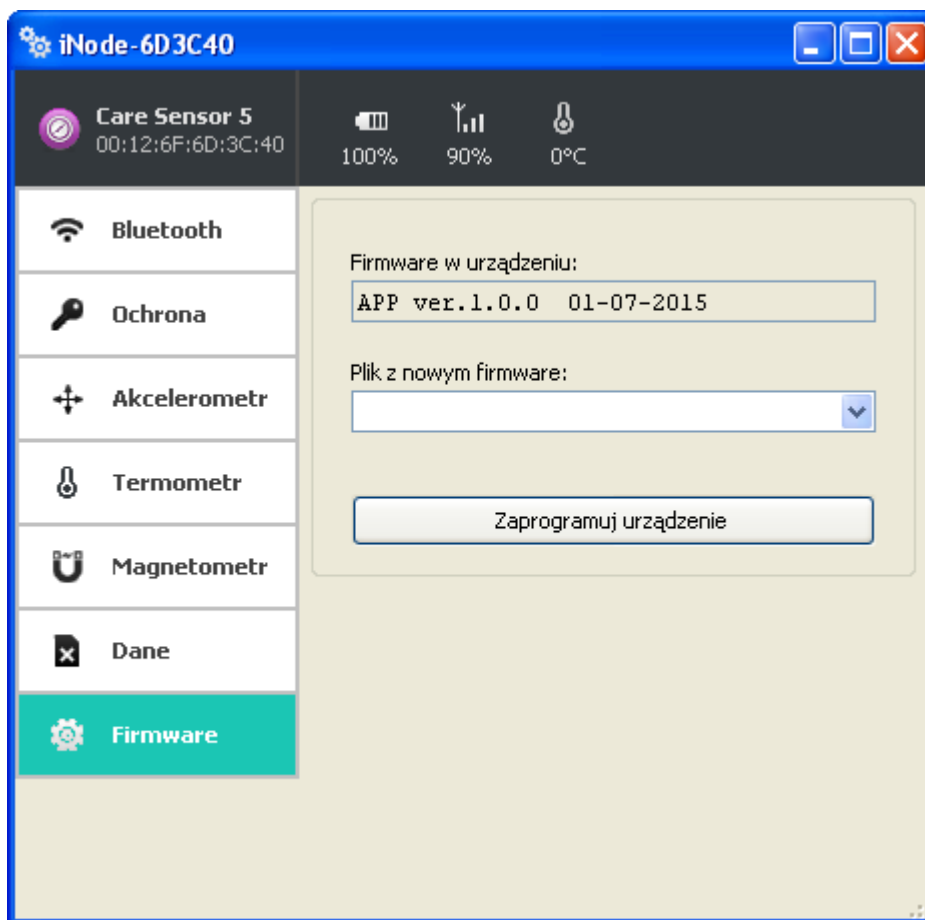 iNode-6D3C40
Care Sensor 5
00:12:6F:6D:3C:40
100% 90% 0°C
Bluetooth
Ochrona
Akcelerometr
Termometr
Magnetometr
Dane
Firmware
Firmware w urządzeniu:
APP ver.1.0.0 01-07-2015
Plik z nowym firmware:
Zaprogramuj urządzenie